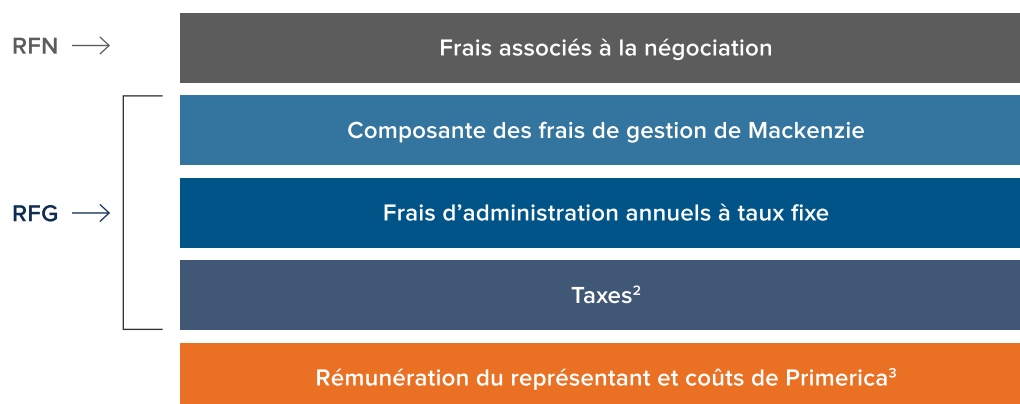 RFN → Frais associés à la négociation
Composante des frais de gestion de Mackenzie
RFG → Frais d’administration annuels à taux fixe
Taxes²
Rémunération du représentant et coûts de Primerica³